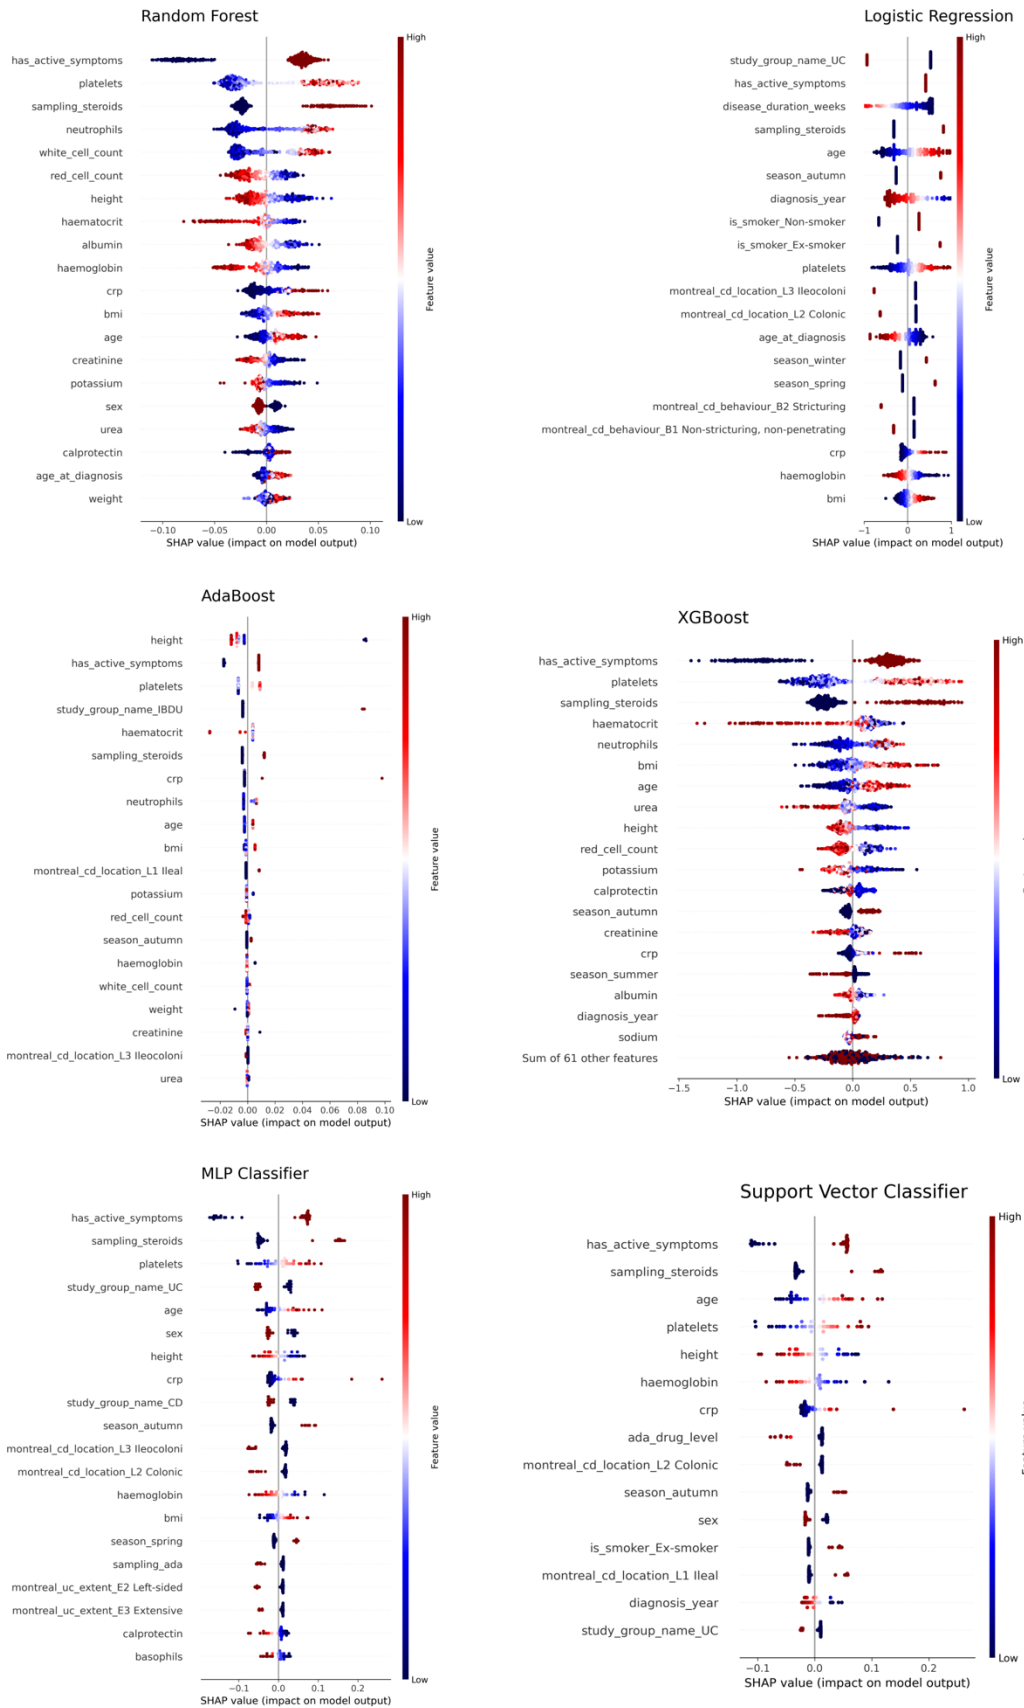 Random Forest
High
has_active_symptoms
platelets
sampling_steroids
neutrophils
white_cell_count
red_cell_count
height
haematocrit
albumin
haemoglobin
crp
bmi
age
creatinine
potassium
sex
urea
calprotectin
age_at_diagnosis
weight
Feature value
Low
−0.10 −0.05 0.00 0.05 0.10
SHAP value (impact on model output)
Logistic Regression
High
study_group_name_UC
has_active_symptoms
disease_duration_weeks
sampling_steroids
age
season_autumn
diagnosis_year
is_smoker_Non-smoker
is_smoker_Ex-smoker
platelets
montreal_cd_location_L3 Ileocoloni
montreal_cd_location_L2 Colonic
age_at_diagnosis
season_winter
season_spring
montreal_cd_behaviour_B2 Stricturing
montreal_cd_behaviour_B1 Non-stricturing, non-penetrating
crp
haemoglobin
bmi
Feature value
Low
−1 0 1
SHAP value (impact on model output)
AdaBoost
High
height
has_active_symptoms
platelets
study_group_name_IBDU
haematocrit
sampling_steroids
crp
neutrophils
age
bmi
montreal_cd_location_L1 Ileal
potassium
red_cell_count
season_autumn
haemoglobin
white_cell_count
weight
creatinine
montreal_cd_location_L3 Ileocoloni
urea
Feature value
Low
−0.02 0.00 0.02 0.04 0.06 0.08 0.10
SHAP value (impact on model output)
XGBoost
High
has_active_symptoms
platelets
sampling_steroids
haematocrit
neutrophils
bmi
age
urea
height
red_cell_count
potassium
calprotectin
season_autumn
creatinine
crp
season_summer
albumin
diagnosis_year
sodium
Sum of 61 other features
Low
−1.5 −1.0 −0.5 0.0 0.5 1.0
SHAP value (impact on model output)
MLP Classifier
High
has_active_symptoms
sampling_steroids
platelets
study_group_name_UC
age
sex
height
crp
study_group_name_CD
season_autumn
montreal_cd_location_L3 Ileocoloni
montreal_cd_location_L2 Colonic
haemoglobin
bmi
season_spring
sampling_ada
montreal_uc_extent_E2 Left-sided
montreal_uc_extent_E3 Extensive
calprotectin
basophils
Feature value
Low
−0.1 0.0 0.1 0.2
SHAP value (impact on model output)
Support Vector Classifier
High
has_active_symptoms
sampling_steroids
age
platelets
height
haemoglobin
crp
ada_drug_level
montreal_cd_location_L2 Colonic
season_autumn
sex
is_smoker_Ex-smoker
montreal_cd_location_L1 Ileal
diagnosis_year
study_group_name_UC
Low
−0.1 0.0 0.1 0.2
SHAP value (impact on model output)